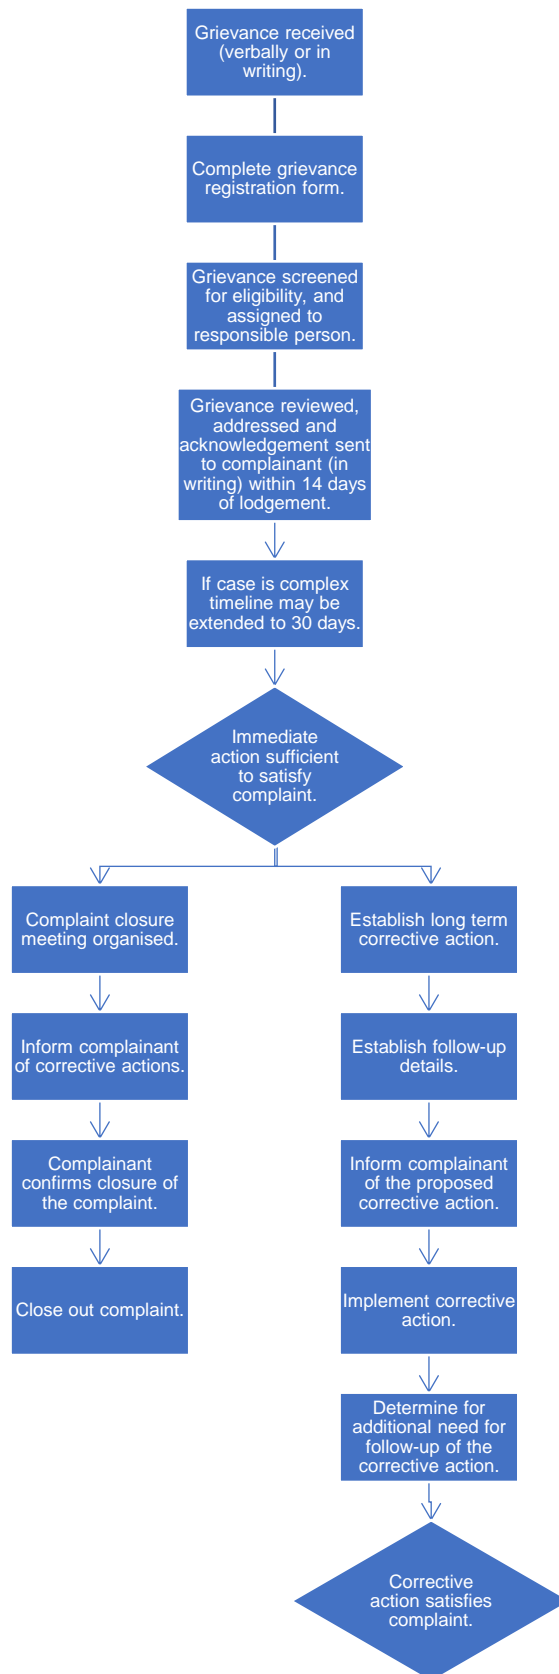 Grievance received
(verbally or in
writing).
Complete grievance
registration form.
Grievance screened
for eligibility, and
assigned to
responsible person.
Grievance reviewed,
addressed and
acknowledgement sent
to complainant (in
writing) within 14 days
of lodgement.
If case is complex
timeline may be
extended to 30 days.
Immediate
action sufficient
to satisfy
complaint.
Complaint closure
meeting organised.
Inform complainant
of corrective actions.
Complainant
confirms closure of
the complaint.
Close out complaint.
Establish long term
corrective action.
Establish follow-up
details.
Inform complainant
of the proposed
corrective action.
Implement corrective
action.
Determine for
additional need for
follow-up of the
corrective action.
Corrective
action satisfies
complaint.